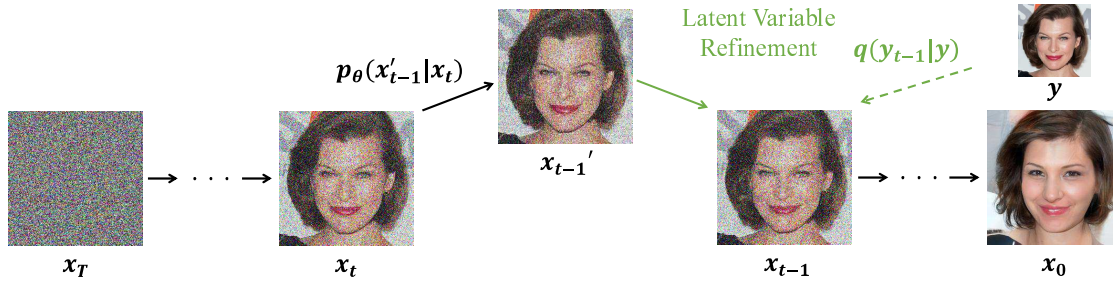 Latent Variable
Refinement
q(y_{t-1}|y)
p_θ(x'_{t-1}|x_t)
y
x_{t-1}'
· · ·
· · ·
x_T
x_t
x_{t-1}
x_0